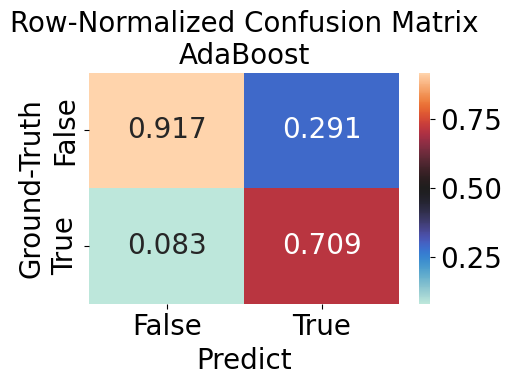 Row-Normalized Confusion Matrix
AdaBoost
Ground-Truth
False
True
0.917 0.291
0.083 0.709
False True
Predict
0.75
0.50
0.25